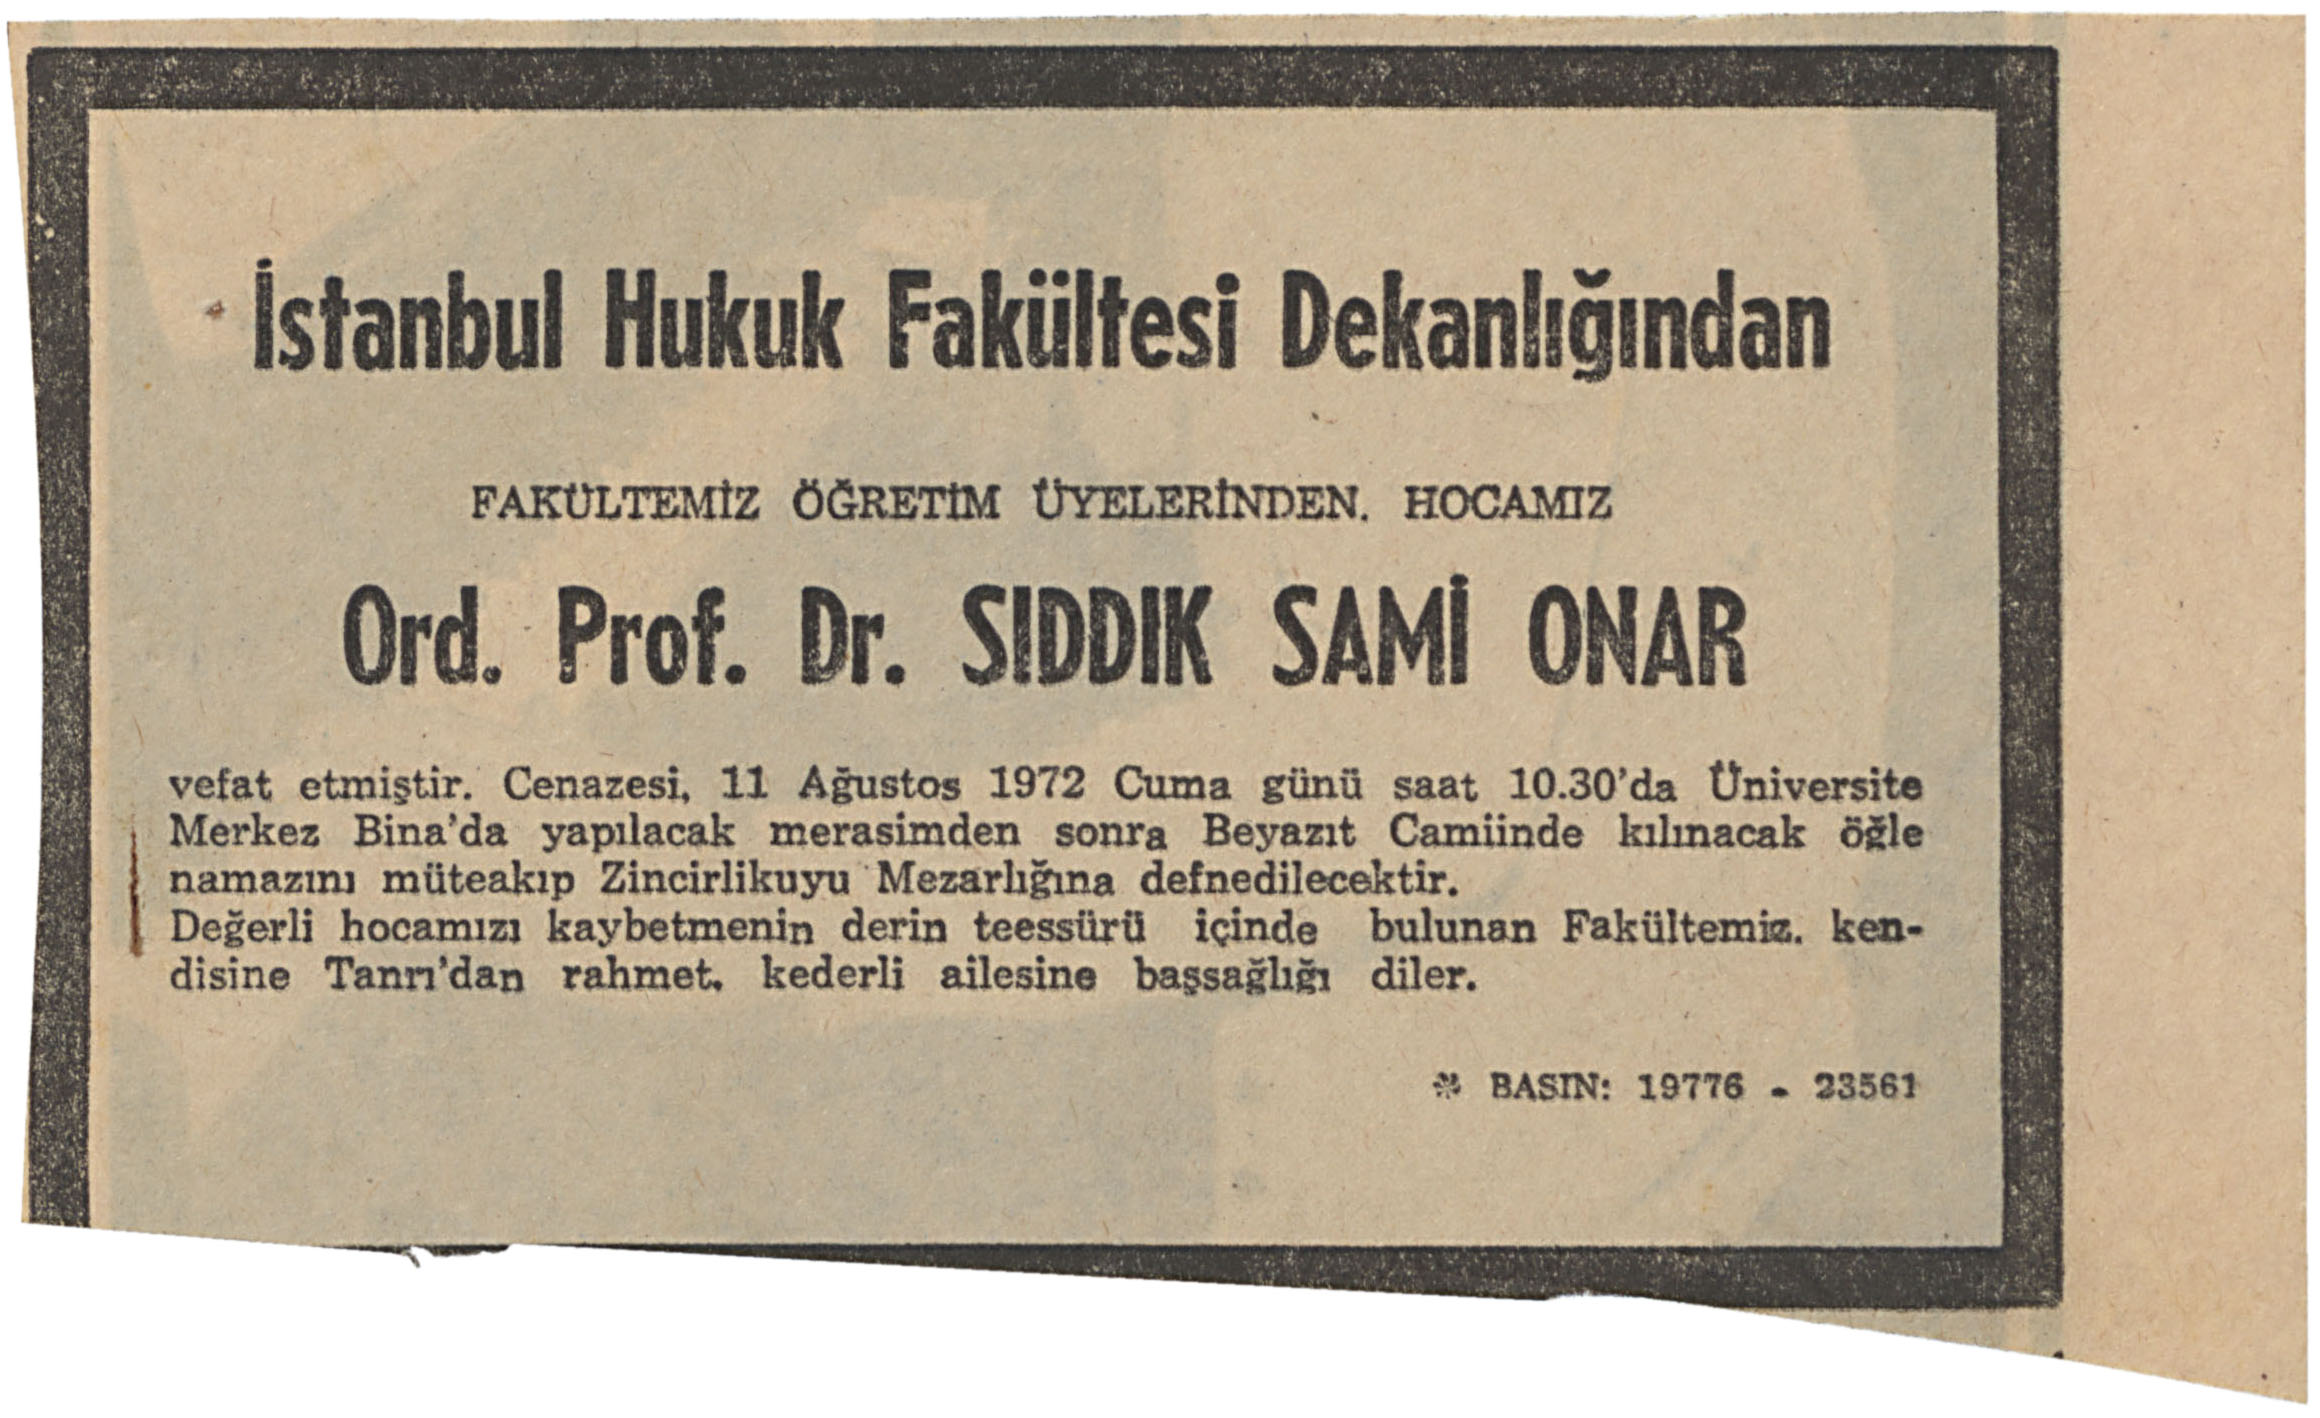 İstanbul Hukuk Fakültesi Dekanlığından
FAKÜLTEMİZ ÖĞRETİM ÜYELERİNDEN. HOCAMIZ
Ord. Prof. Dr. SIDDIK SAMİ ONAR
vefat etmiştir. Cenazesi, 11 Ağustos 1972 Cuma günü saat 10.30'da Üniversite
Merkez Bina'da yapılacak merasimden sonra Beyazıt Camiinde kılınacak öğle
namazını müteakıp Zincirlikuyu Mezarlığına defnedilecektir.
Değerli hocamızı kaybetmenin derin teessürü içinde bulunan Fakültemiz. ken-
disine Tanrı'dan rahmet. kederli ailesine başsağlığı diler.
* BASIN: 19776 - 23561